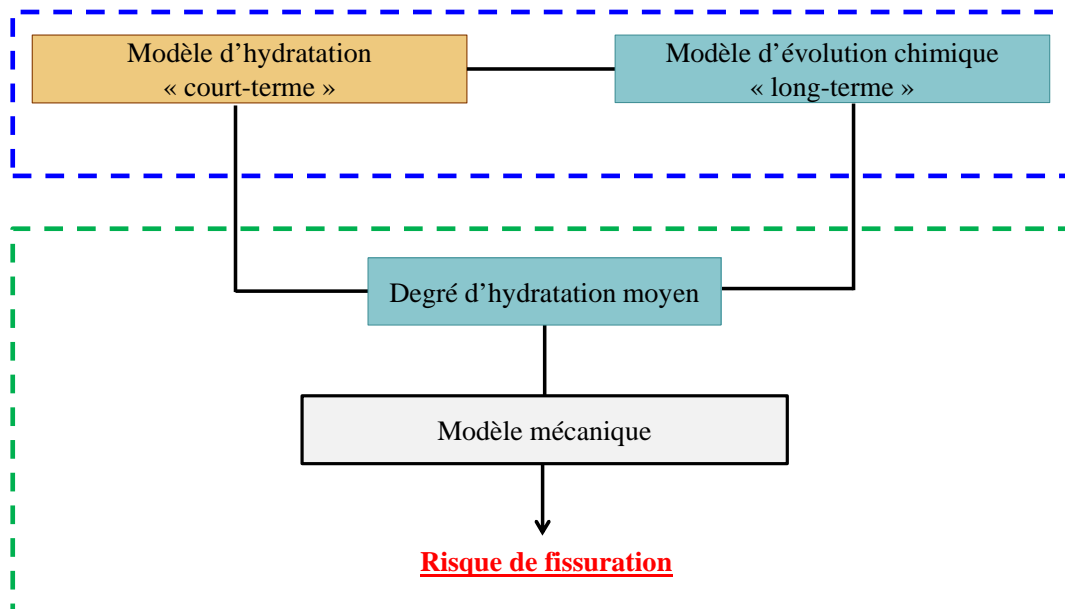 Modèle d'hydratation
« court-terme »
Modèle d'évolution chimique
« long-terme »
Degré d'hydratation moyen
Modèle mécanique
Risque de fissuration